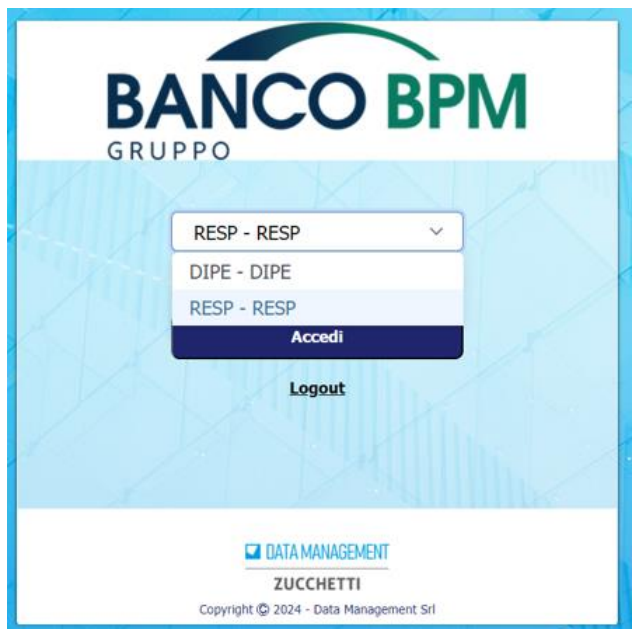 BANCO BPM
GRUPPO
RESP - RESP
DIPE - DIPE
RESP - RESP
Accedi
Logout
DATA MANAGEMENT
ZUCCHETTI
Copyright © 2024 - Data Management Srl